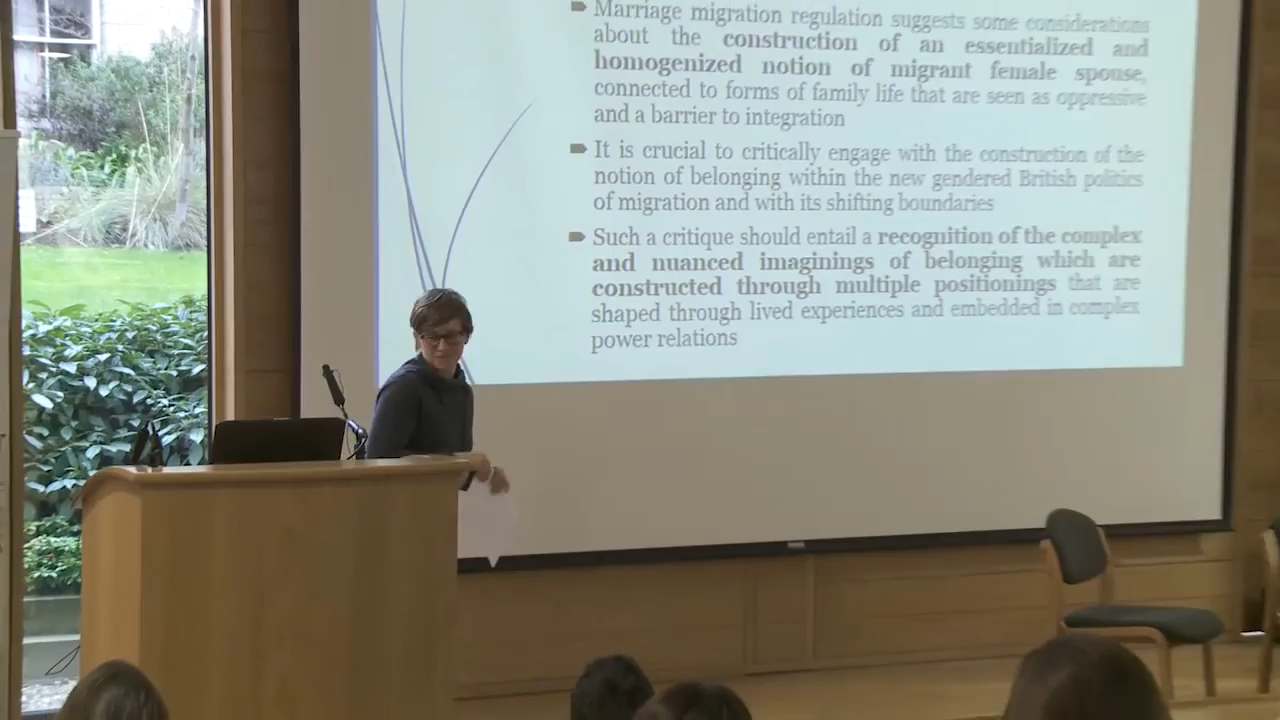 Marriage migration regulation suggests some considerations
about the construction of an essentialized and
homogenized notion of migrant female spouse,
connected to forms of family life that are seen as oppressive
and a barrier to integration
It is crucial to critically engage with the construction of the
notion of belonging within the new gendered British politics
of migration and with its shifting boundaries
Such a critique should entail a recognition of the complex
and nuanced imaginings of belonging which are
constructed through multiple positionings that are
shaped through lived experiences and embedded in complex
power relations